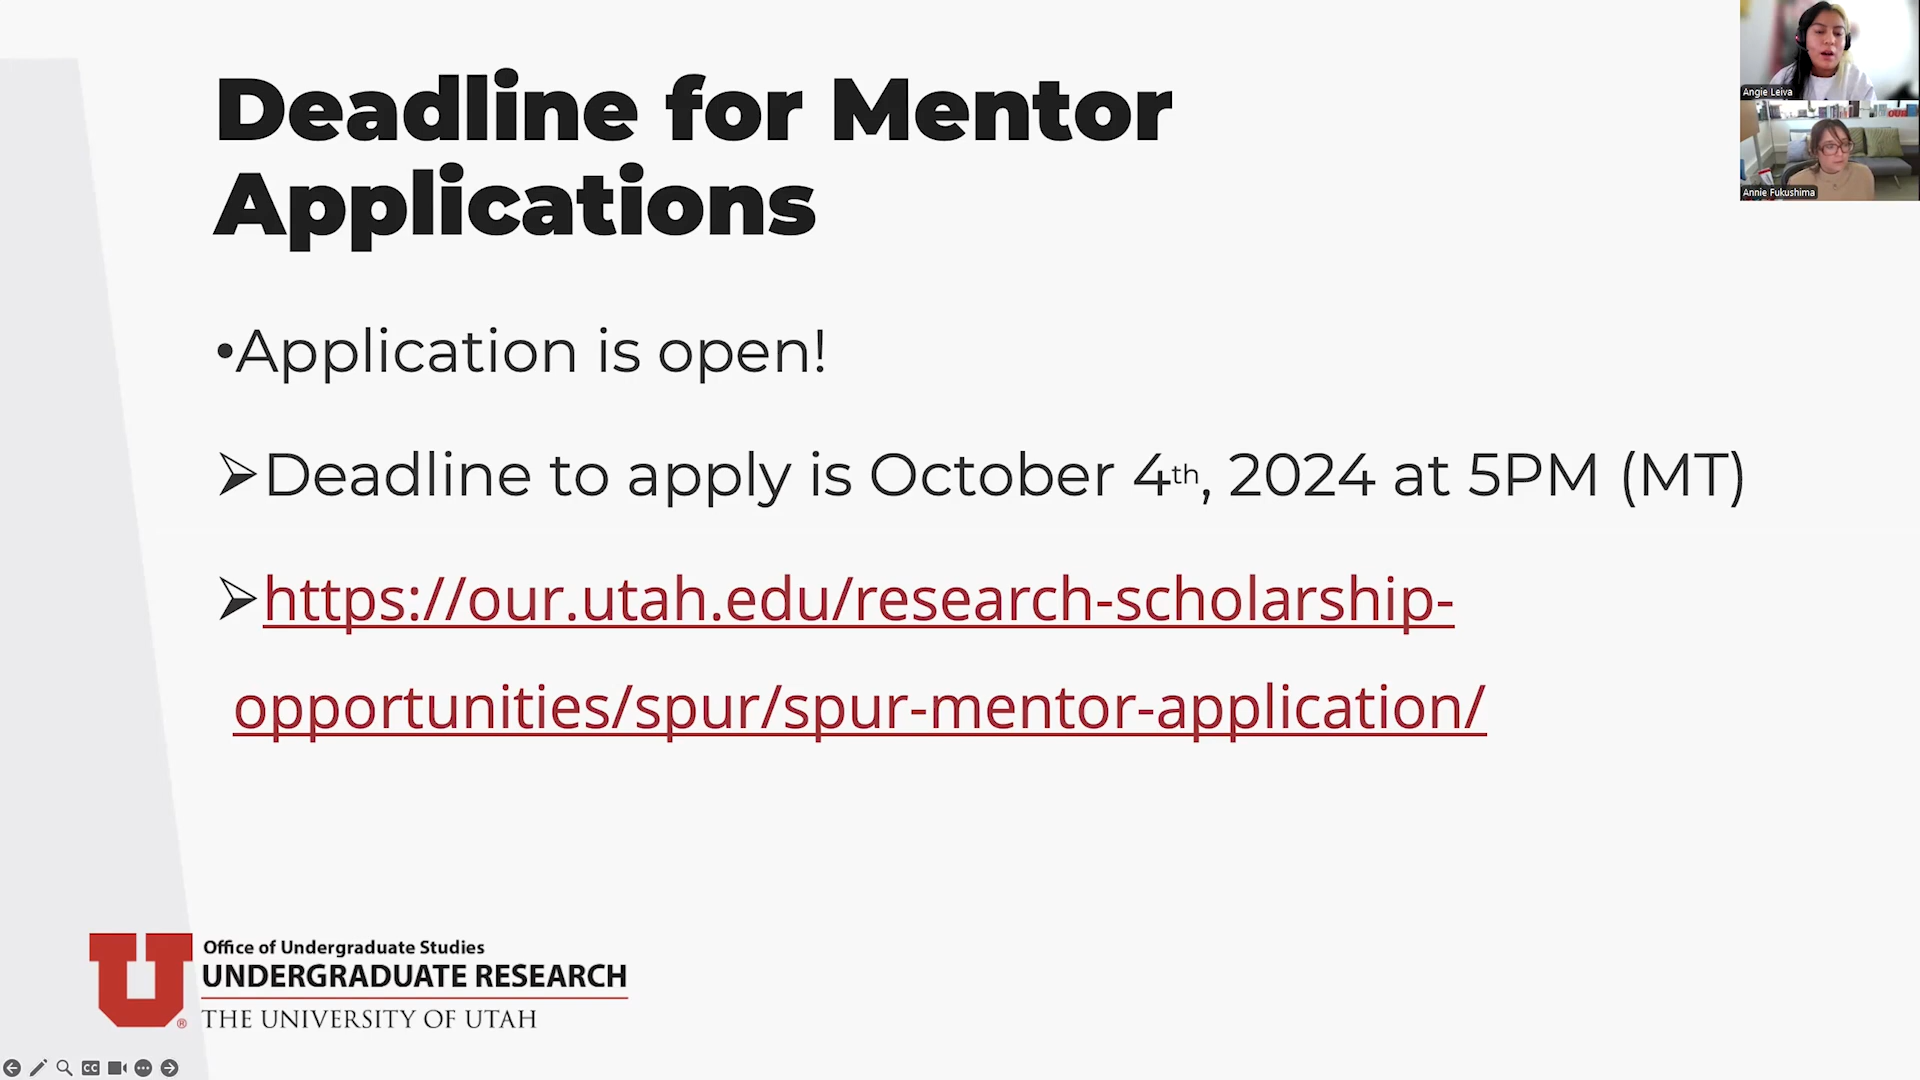 Deadline for Mentor
Applications
•Application is open!
➢Deadline to apply is October 4th, 2024 at 5PM (MT)
➢https://our.utah.edu/research-scholarship-
opportunities/spur/spur-mentor-application/
Office of Undergraduate Studies
UNDERGRADUATE RESEARCH
THE UNIVERSITY OF UTAH
Angie Leiva
Annie Fukushima
CC